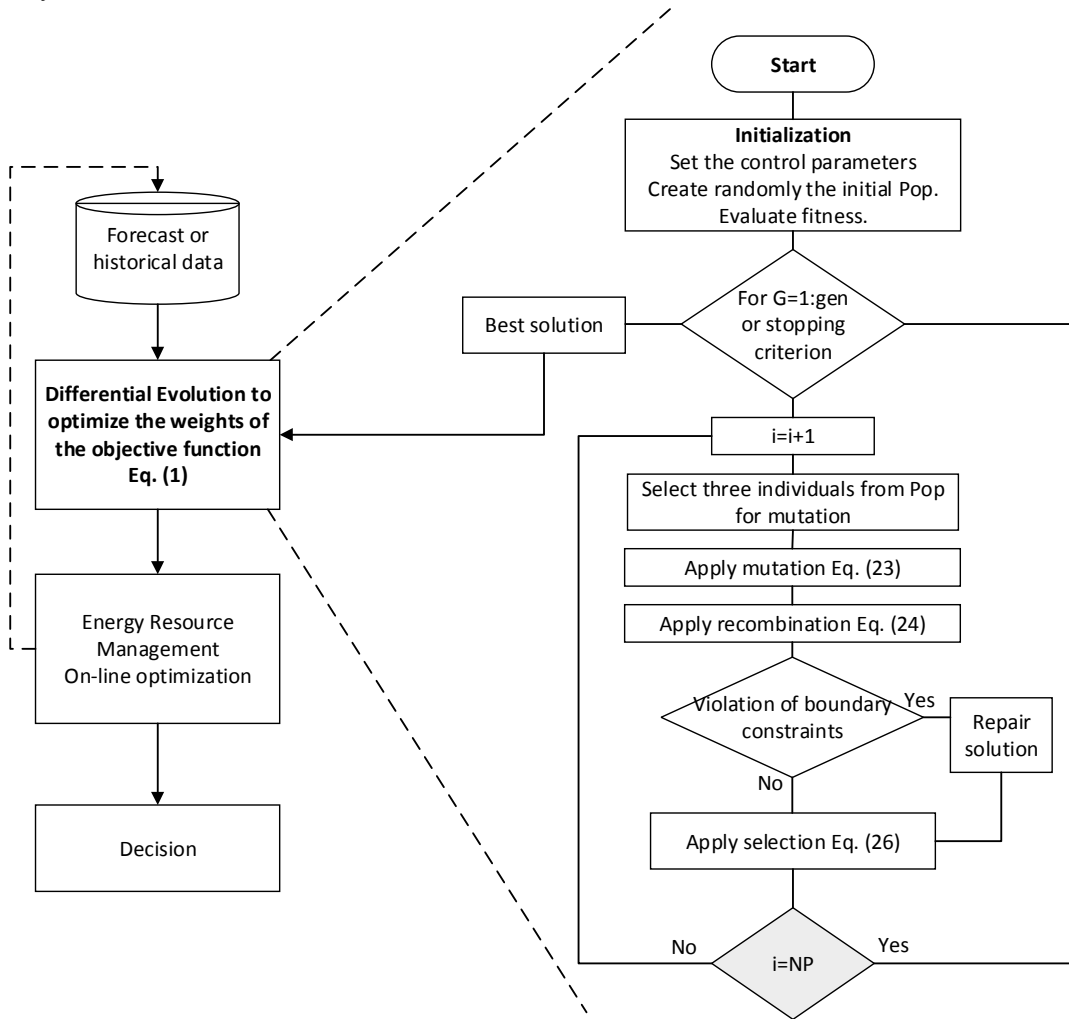 Start
Initialization
Set the control parameters
Create randomly the initial Pop.
Evaluate fitness.
Forecast or
historical data
For G=1:gen
or stopping
criterion
Best solution
Differential Evolution to
optimize the weights of
the objective function
Eq. (1)
i=i+1
Select three individuals from Pop
for mutation
Apply mutation Eq. (23)
Apply recombination Eq. (24)
Energy Resource
Management
On-line optimization
Violation of boundary
constraints
Yes
Repair
solution
No
Apply selection Eq. (26)
Decision
No
i=NP
Yes